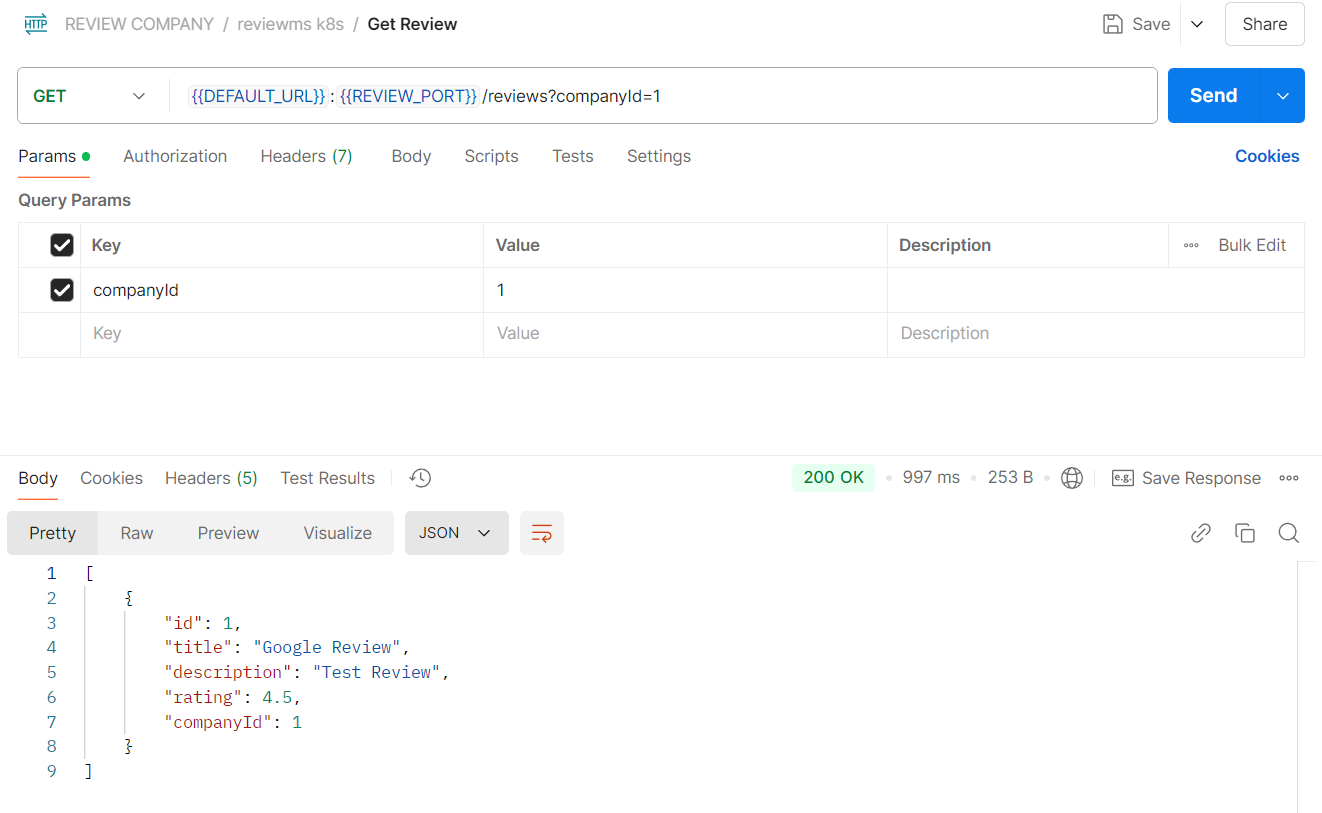 HTTP REVIEW COMPANY / reviewms k8s / Get Review Save Share
GET {{DEFAULT_URL}}:{{REVIEW_PORT}}/reviews?companyId=1 Send
Params Authorization Headers (7) Body Scripts Tests Settings Cookies
Query Params
Key Value Description Bulk Edit
companyId 1
Key Value Description
Body Cookies Headers (5) Test Results 200 OK 997 ms 253 B e.g. Save Response
Pretty Raw Preview Visualize JSON
1 [
2 {
3 "id": 1,
4 "title": "Google Review",
5 "description": "Test Review",
6 "rating": 4.5,
7 "companyId": 1
8 }
9 ]